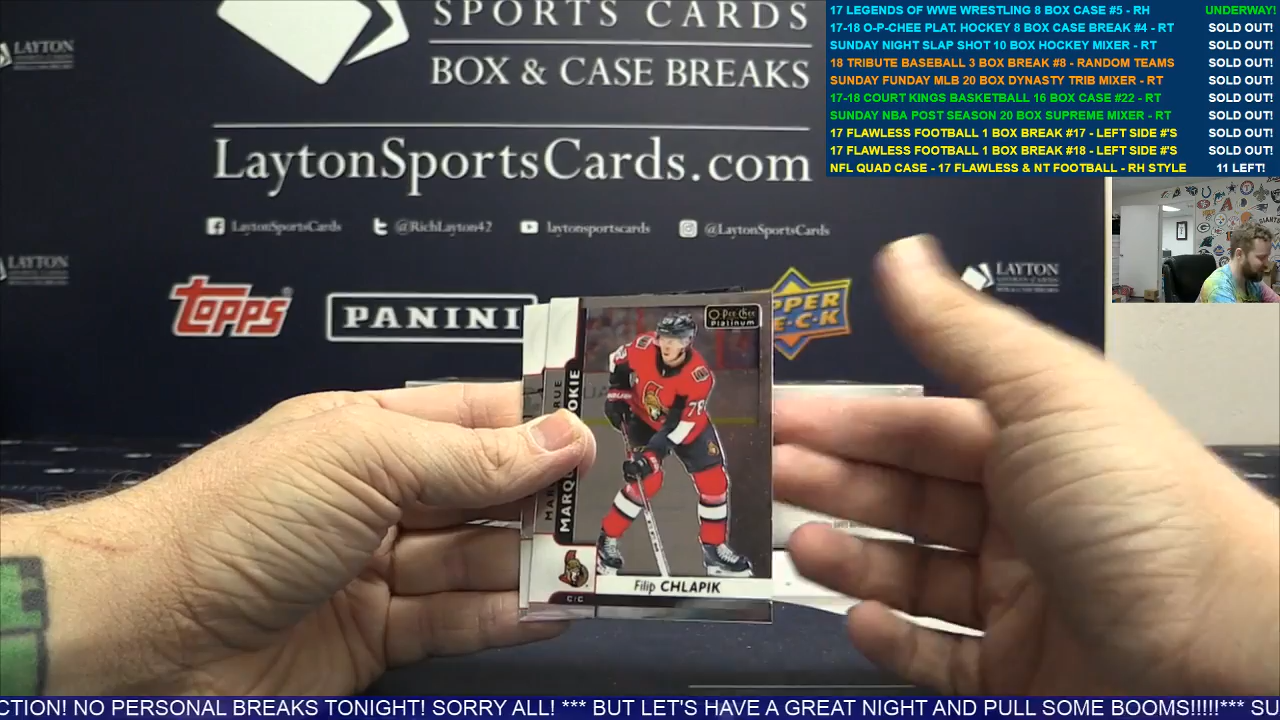 SPORTS CARDS
BOX & CASE BREAKS
LaytonSportsCards.com
LaytonSportsCards
@RichLayton42
laytonsportscards
@LaytonSportsCards
LAYTON
LAYTON
LAYTON
TOPPS
PANINI
UPPER
DECK
O-Pee-Chee
Platinum
MARQUEE ROOKIE
78
Filip CHLAPIK
C/C
17 LEGENDS OF WWE WRESTLING 8 BOX CASE #5 - RH UNDERWAY!
17-18 O-P-CHEE PLAT. HOCKEY 8 BOX CASE BREAK #4 - RT SOLD OUT!
SUNDAY NIGHT SLAP SHOT 10 BOX HOCKEY MIXER - RT SOLD OUT!
18 TRIBUTE BASEBALL 3 BOX BREAK #8 - RANDOM TEAMS SOLD OUT!
SUNDAY FUNDAY MLB 20 BOX DYNASTY TRIB MIXER - RT SOLD OUT!
17-18 COURT KINGS BASKETBALL 16 BOX CASE #22 - RT SOLD OUT!
SUNDAY NBA POST SEASON 20 BOX SUPREME MIXER - RT SOLD OUT!
17 FLAWLESS FOOTBALL 1 BOX BREAK #17 - LEFT SIDE #'S SOLD OUT!
17 FLAWLESS FOOTBALL 1 BOX BREAK #18 - LEFT SIDE #'S SOLD OUT!
NFL QUAD CASE - 17 FLAWLESS & NT FOOTBALL - RH STYLE 11 LEFT!
CTION! NO PERSONAL BREAKS TONIGHT! SORRY ALL! *** BUT LET'S HAVE A GREAT NIGHT AND PULL SOME BOOMS!!!!!*** SU